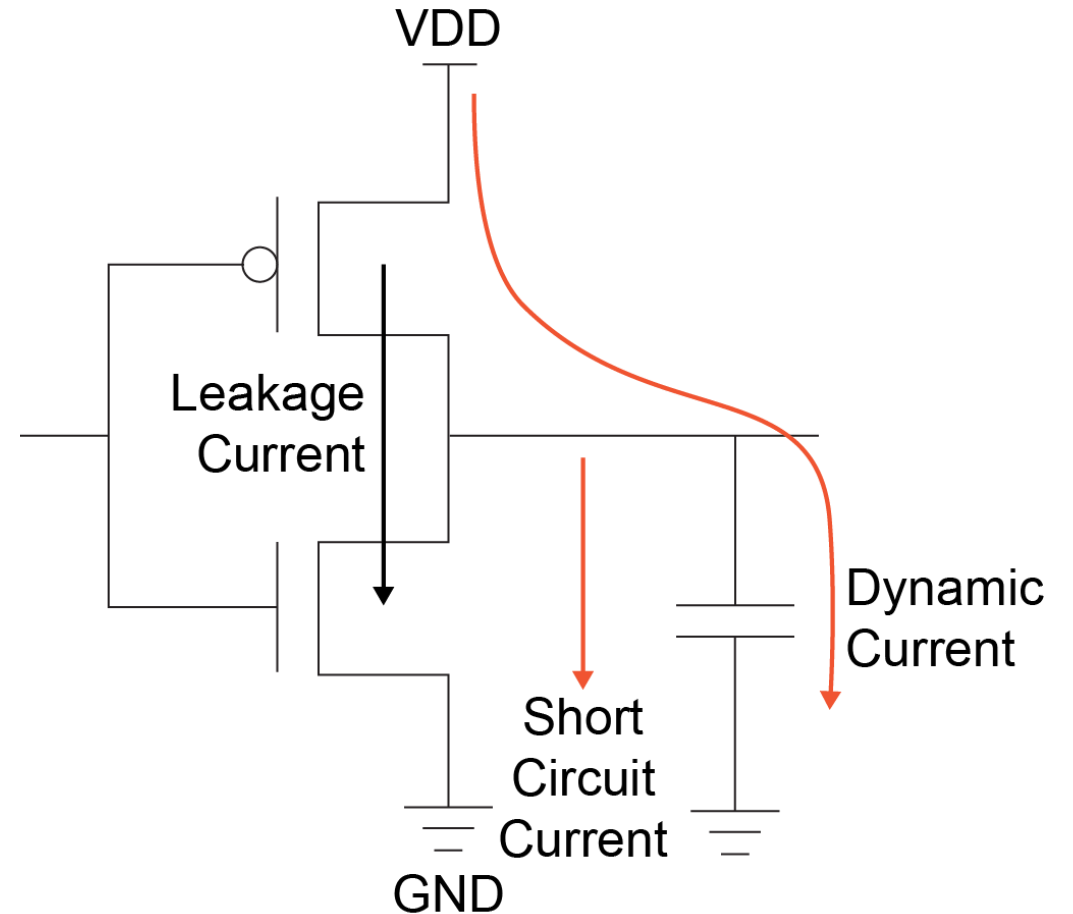 VDD
Leakage
Current
Dynamic
Current
Short
Circuit
Current
GND